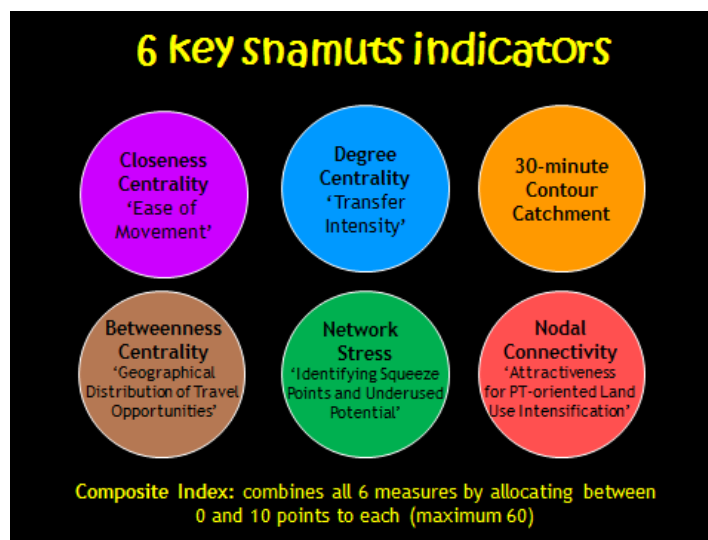 6 key snamuts indicators
Closeness
Centrality
'Ease of
Movement'
Degree
Centrality
'Transfer
Intensity'
30-minute
Contour
Catchment
Betweenness
Centrality
'Geographical
Distribution of Travel
Opportunities'
Network
Stress
'Identifying Squeeze
Points and Underused
Potential'
Nodal
Connectivity
'Attractiveness
for PT-oriented Land
Use Intensification'
Composite Index: combines all 6 measures by allocating between
0 and 10 points to each (maximum 60)